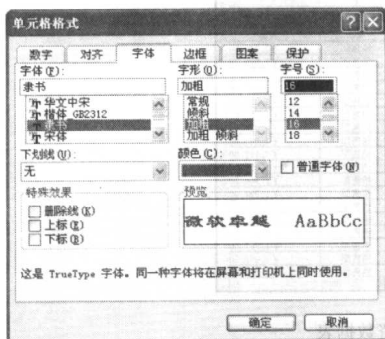 单元格格式
数字 对齐 字体 边框 图案 保护
字体(F): 字形(O): 字号(S):
隶书 加粗 16
华文中宋 常规 12
楷体_GB2312 倾斜 14
隶书 加粗 16
宋体 加粗 倾斜 18
下划线(U): 颜色(C):
无 普通字体(N)
特殊效果 预览
删除线(K)
上标(E) 微软卓越 AaBbCc
下标(B)
这是 TrueType 字体。同一种字体将在屏幕和打印机上同时使用。
确定 取消